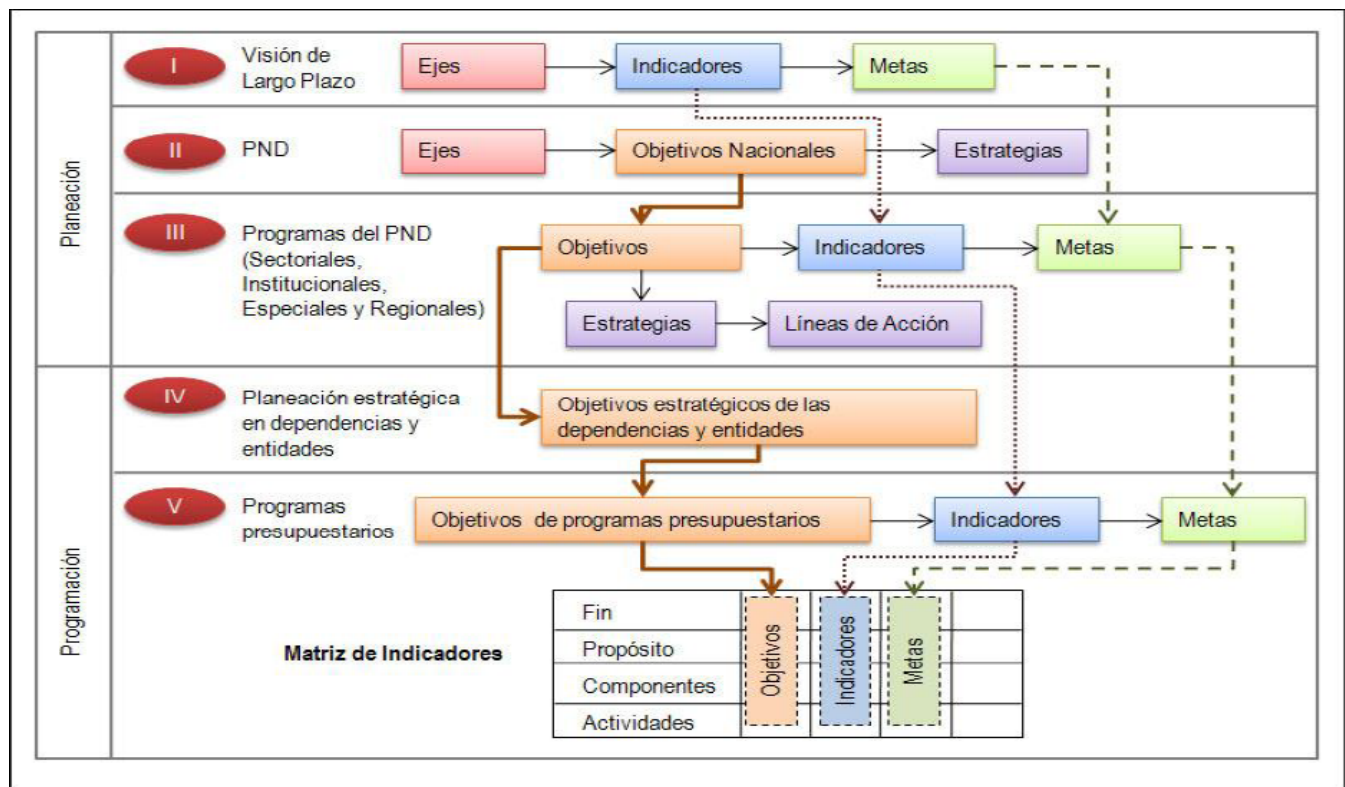 Planeación
I
Visión de
Largo Plazo
Ejes
Indicadores
Metas
II
PND
Ejes
Objetivos Nacionales
Estrategias
III
Programas del PND
(Sectoriales,
Institucionales,
Especiales y Regionales)
Objetivos
Indicadores
Metas
Estrategias
Líneas de Acción
Programación
IV
Planeación estratégica
en dependencias y
entidades
Objetivos estratégicos de las
dependencias y entidades
V
Programas
presupuestarios
Objetivos de programas presupuestarios
Indicadores
Metas
Matriz de Indicadores
Fin
Propósito
Componentes
Actividades
Objetivos
Indicadores
Metas